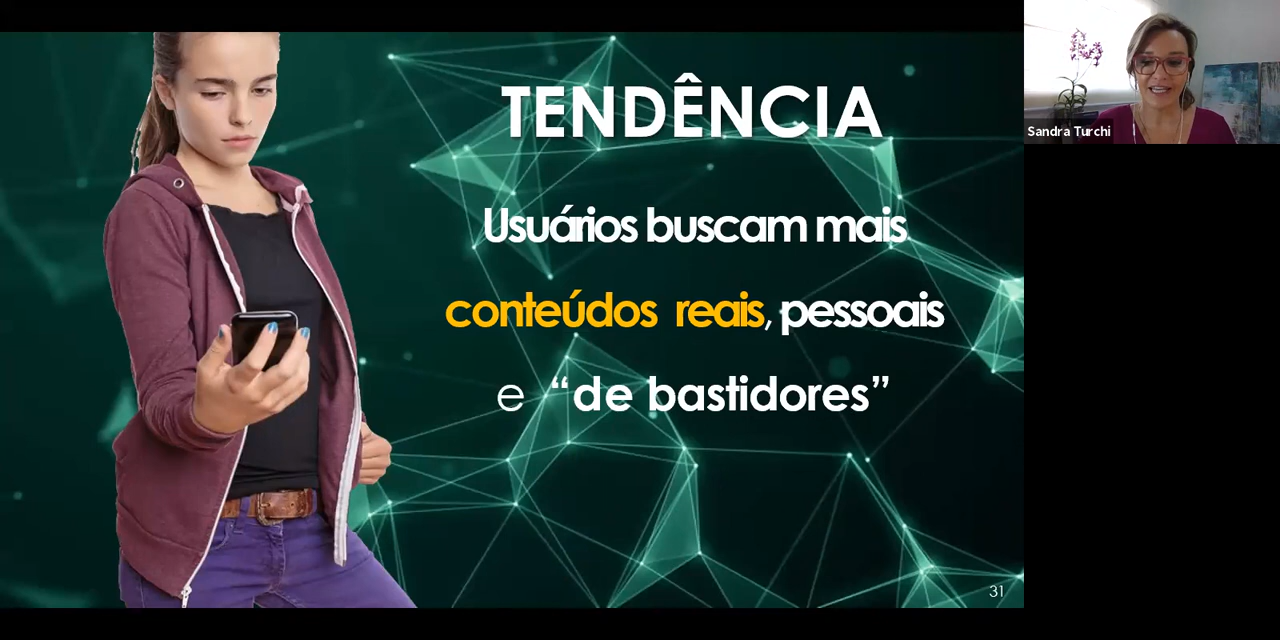 TENDÊNCIA
Usuários buscam mais
conteúdos reais, pessoais
e “de bastidores”
31
Sandra Turchi